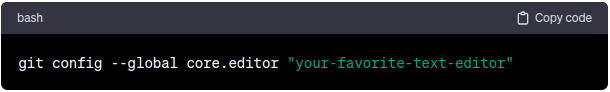 bash Copy code
git config --global core.editor "your-favorite-text-editor"